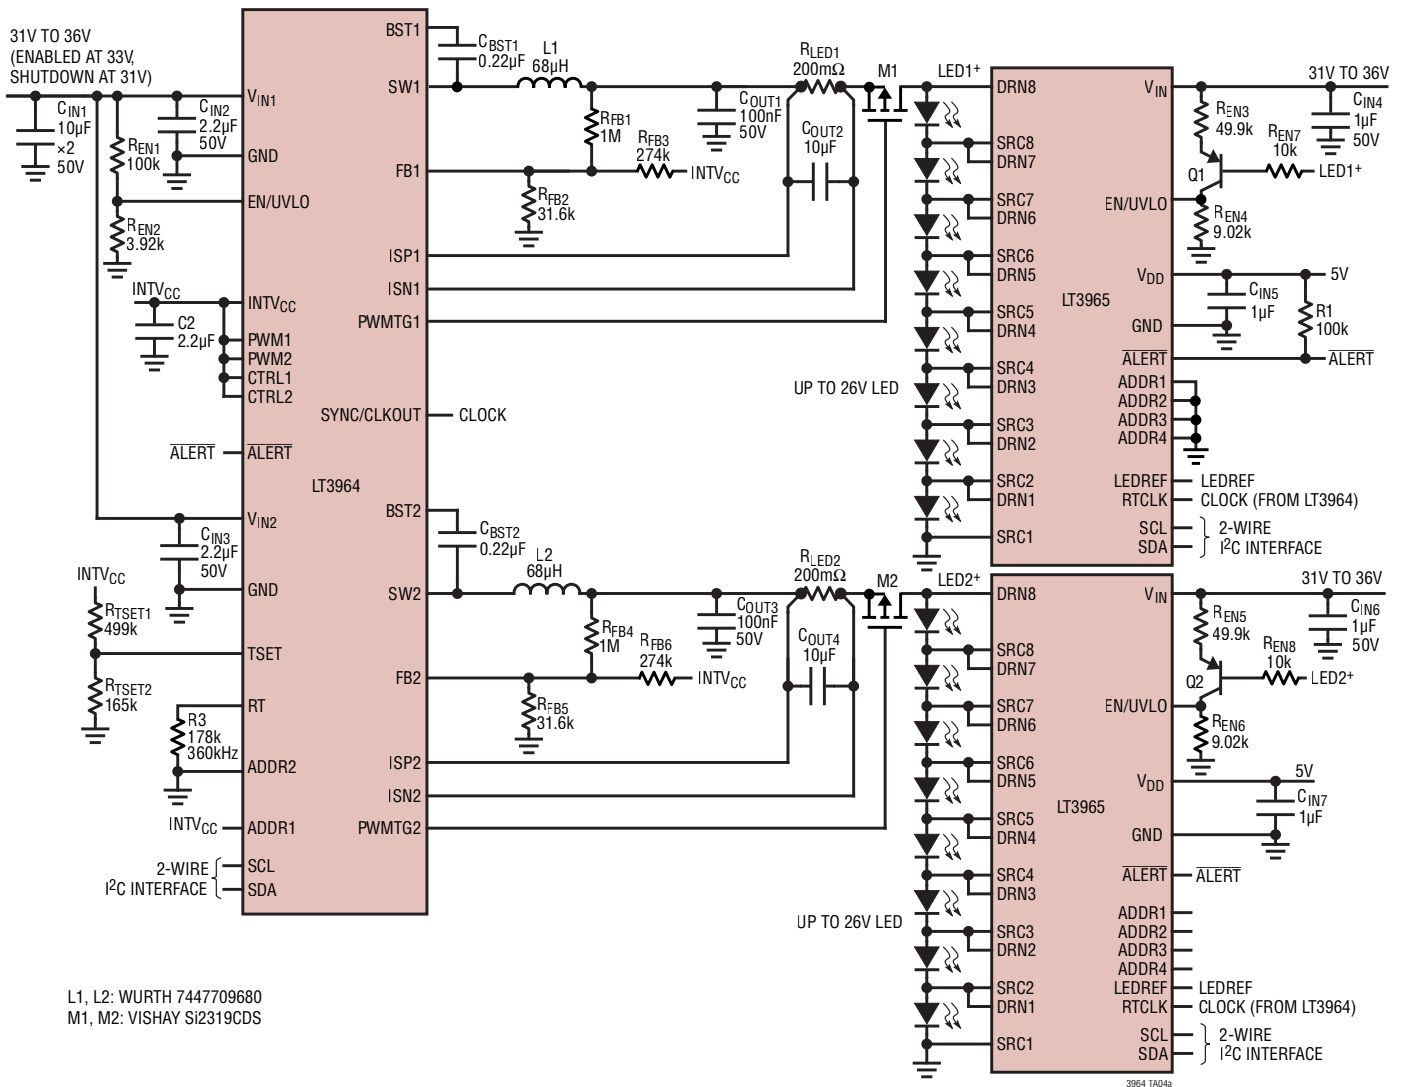 31V TO 36V
(ENABLED AT 33V,
SHUTDOWN AT 31V)
CIN1
10µF
×2
50V
REN1
100k
CIN2
2.2µF
50V
REN2
3.92k
INTVCC
C2
2.2µF
ALERT
CIN3
2.2µF
50V
INTVCC
RTSET1
499k
RTSET2
165k
R3
178k
360kHz
INTVCC
2-WIRE
I2C INTERFACE
VIN1
GND
EN/UVLO
INTVCC
PWM1
PWM2
CTRL1
CTRL2
ALERT
LT3964
VIN2
GND
TSET
RT
ADDR2
ADDR1
SCL
SDA
BST1
SW1
FB1
ISP1
ISN1
PWMTG1
SYNC/CLKOUT
CLOCK
BST2
SW2
FB2
ISP2
ISN2
PWMTG2
CBST1
0.22µF
L1
68µH
RFB1
1M
RFB2
31.6k
RFB3
274k
INTVCC
COUT1
100nF
50V
RLED1
200mΩ
COUT2
10µF
M1
LED1+
UP TO 26V LED
CBST2
0.22µF
L2
68µH
RFB4
1M
RFB5
31.6k
RFB6
274k
INTVCC
COUT3
100nF
50V
RLED2
200mΩ
COUT4
10µF
M2
LED2+
UP TO 26V LED
DRN8
SRC8
DRN7
SRC7
DRN6
SRC6
DRN5
SRC5
DRN4
SRC4
DRN3
SRC3
DRN2
SRC2
DRN1
SRC1
LT3965
VIN
EN/UVLO
VDD
GND
ALERT
ADDR1
ADDR2
ADDR3
ADDR4
LEDREF
RTCLK
SCL
SDA
31V TO 36V
REN3
49.9k
REN7
10k
CIN4
1µF
50V
Q1
LED1+
REN4
9.02k
5V
CIN5
1µF
R1
100k
ALERT
LEDREF
CLOCK (FROM LT3964)
2-WIRE
I2C INTERFACE
DRN8
SRC8
DRN7
SRC7
DRN6
SRC6
DRN5
SRC5
DRN4
SRC4
DRN3
SRC3
DRN2
SRC2
DRN1
SRC1
LT3965
VIN
EN/UVLO
VDD
GND
ALERT
ADDR1
ADDR2
ADDR3
ADDR4
LEDREF
RTCLK
SCL
SDA
31V TO 36V
REN5
49.9k
REN8
10k
CIN6
1µF
50V
Q2
LED2+
REN6
9.02k
5V
CIN7
1µF
ALERT
LEDREF
CLOCK (FROM LT3964)
2-WIRE
I2C INTERFACE
L1, L2: WURTH 7447709680
M1, M2: VISHAY Si2319CDS
3964 TA04a